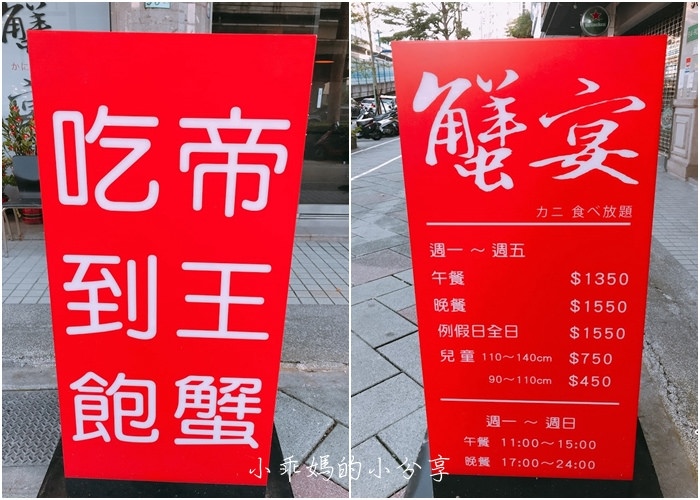 蟹
かに
帝王蟹
吃到飽
蟹宴
カニ 食べ放題
週一 ~ 週五
午餐 $1350
晚餐 $1550
例假日全日 $1550
兒童 110~140cm $750
90~110cm $450
週一 ~ 週日
午餐 11:00~15:00
晚餐 17:00~24:00
小乖媽的小分享